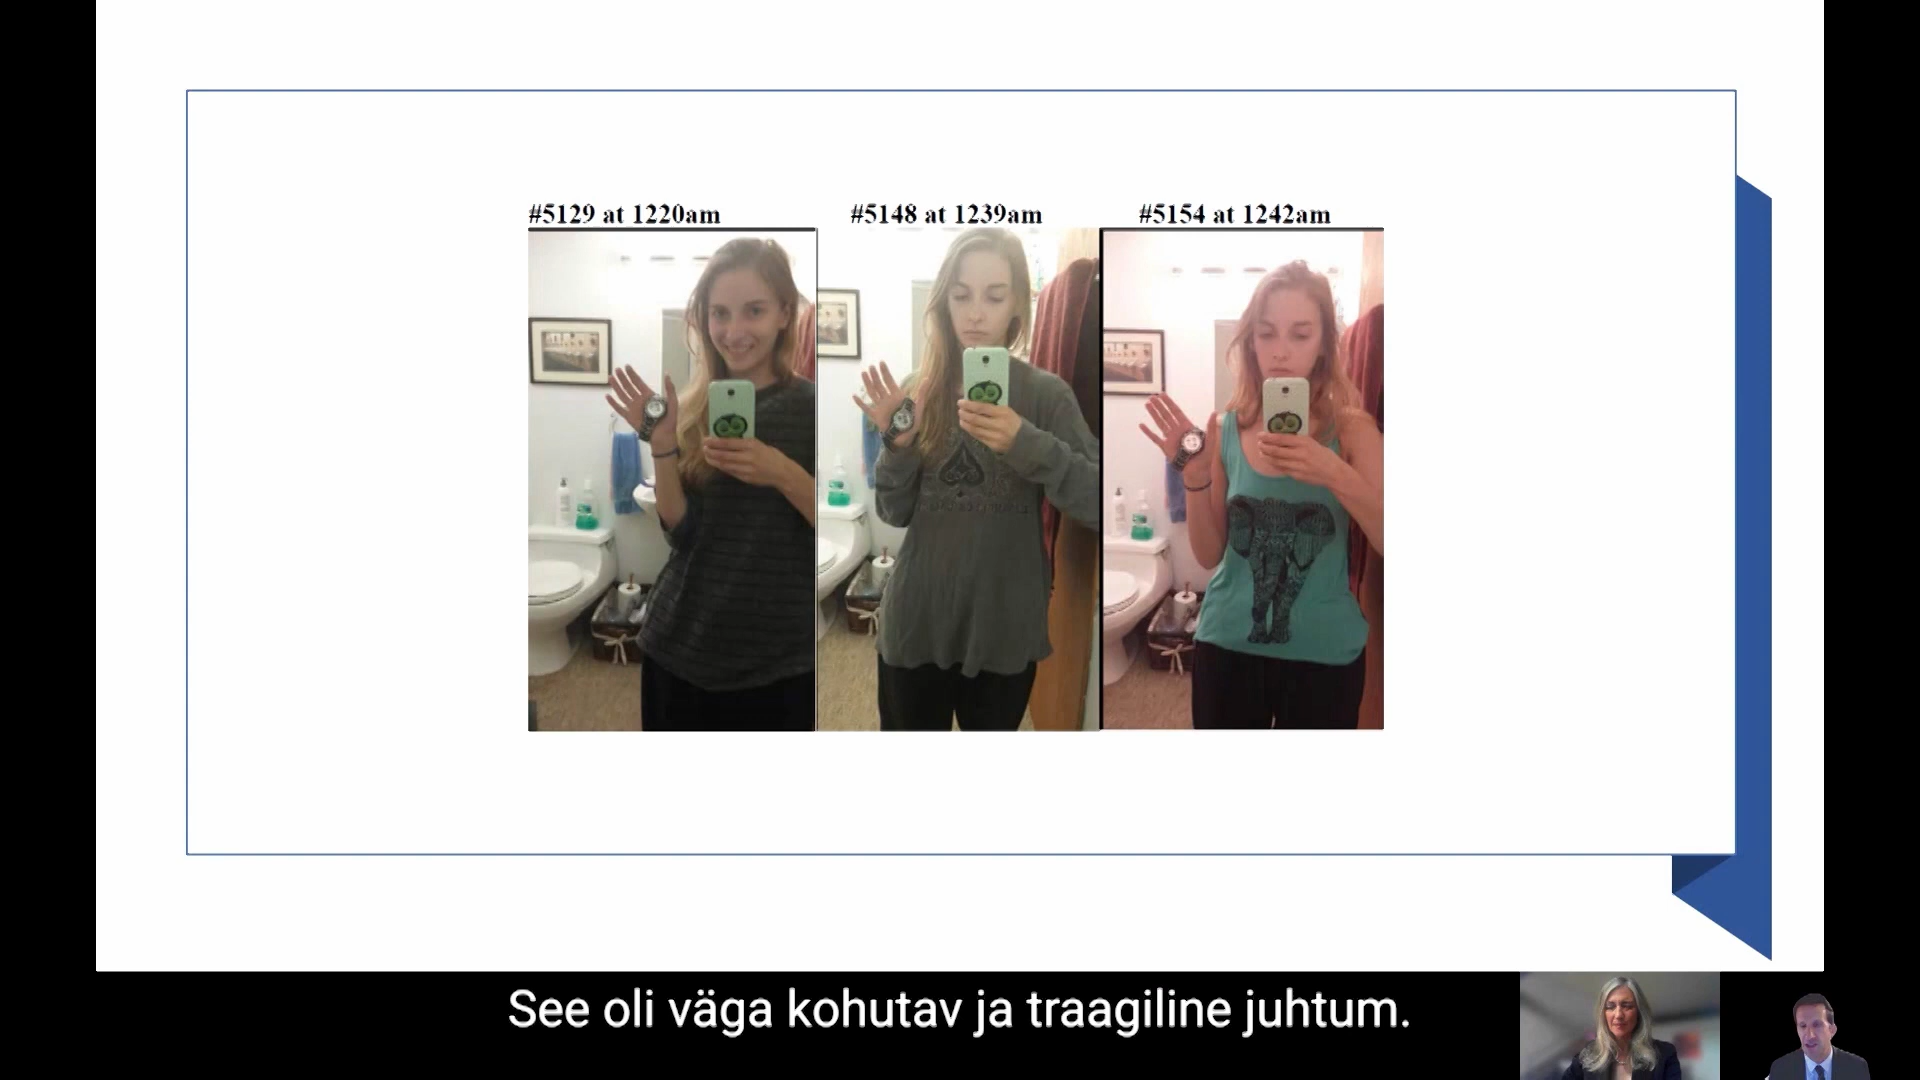 #5129 at 1220am
#5148 at 1239am
#5154 at 1242am
See oli väga kohutav ja traagiline juhtum.